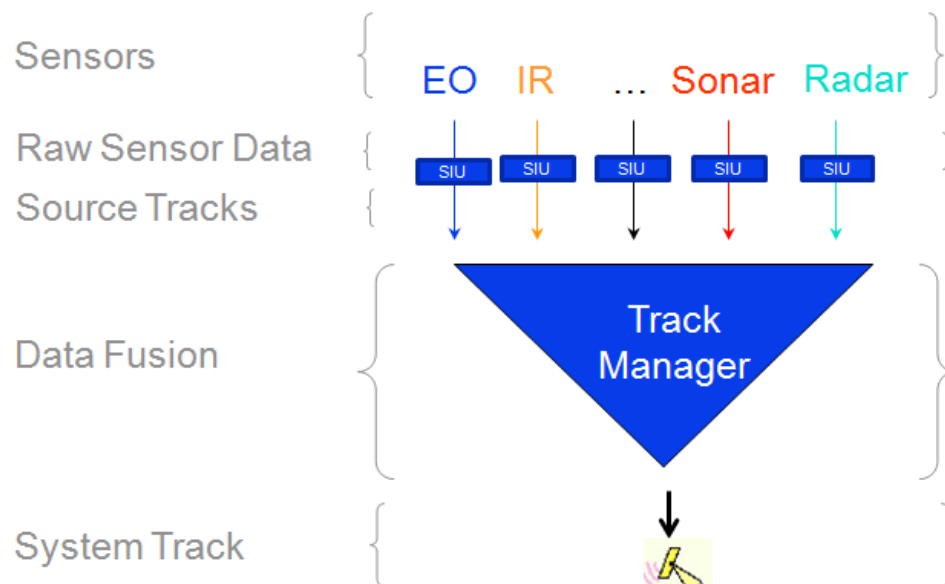 Sensors
EO IR ... Sonar Radar
Raw Sensor Data
SIU SIU SIU SIU SIU
Source Tracks
Data Fusion
Track
Manager
System Track